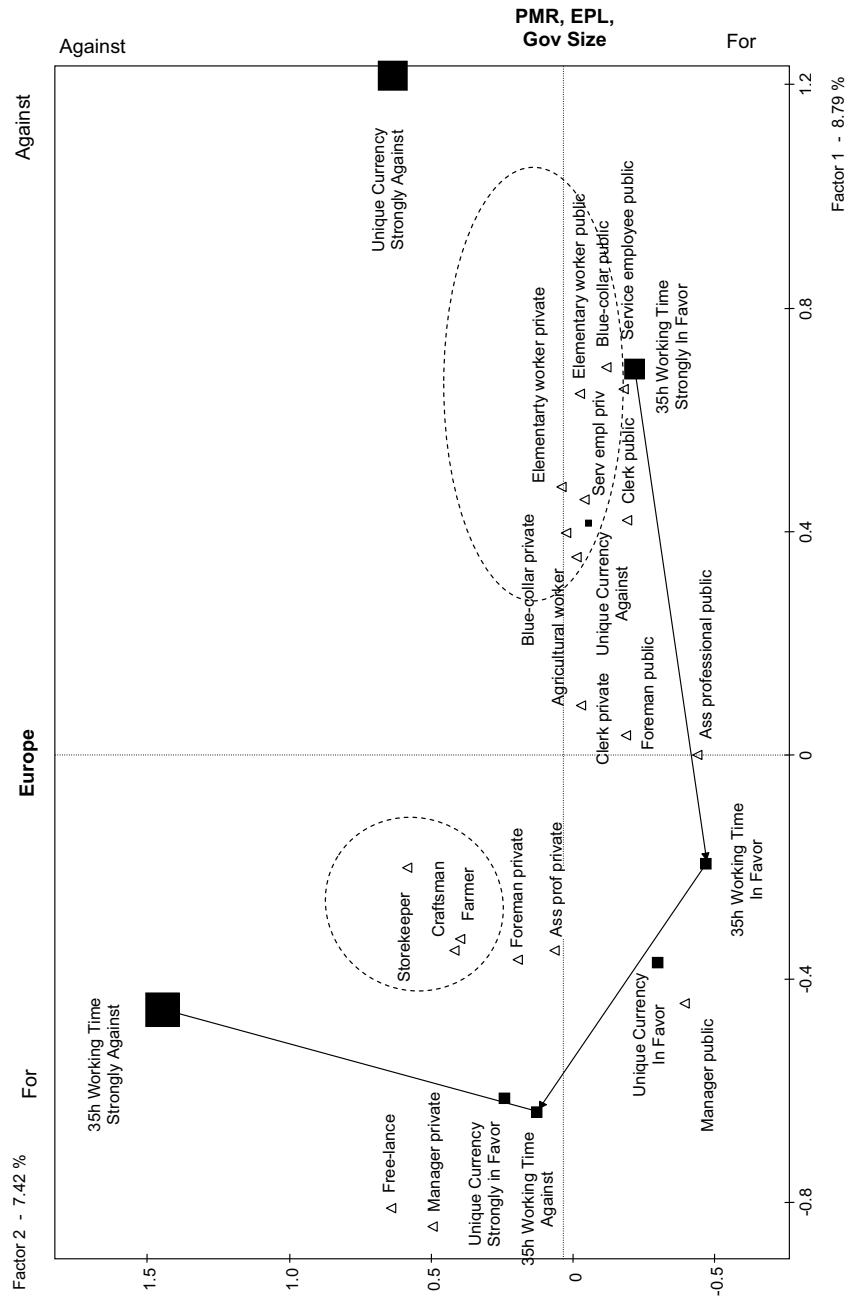 Factor 2 - 7.42 %
For
Europe
Against
Against
PMR, EPL,
Gov Size
For
35h Working Time
Strongly Against
Unique Currency
Strongly Against
Free-lance
Manager private
Unique Currency
Strongly in Favor
35h Working Time
Against
Storekeeper
Craftsman
Farmer
Foreman private
Ass prof private
Blue-collar private
Agricultural worker
Elementarty worker private
Elementary worker public
Blue-collar public
Service employee public
Serv empl priv
Clerk public
Clerk private
Unique Currency
Against
Foreman public
Ass professional public
35h Working Time
Strongly In Favor
Unique Currency
In Favor
Manager public
35h Working Time
In Favor
1.5
1.0
0.5
0
-0.5
-0.8
-0.4
0
0.4
0.8
1.2
Factor 1 - 8.79 %